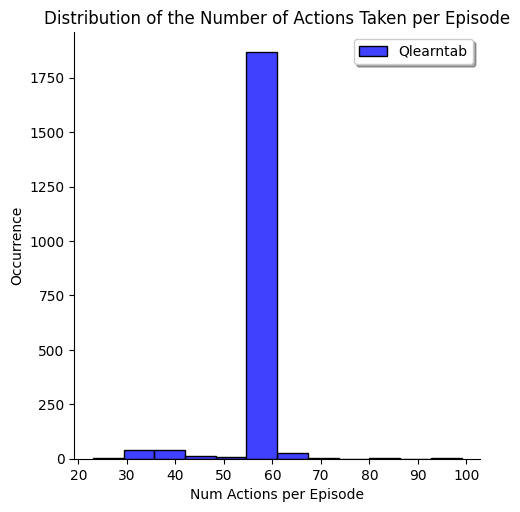 Distribution of the Number of Actions Taken per Episode
Qlearntab
1750
1500
1250
1000
750
500
250
0
Occurrence
20 30 40 50 60 70 80 90 100
Num Actions per Episode